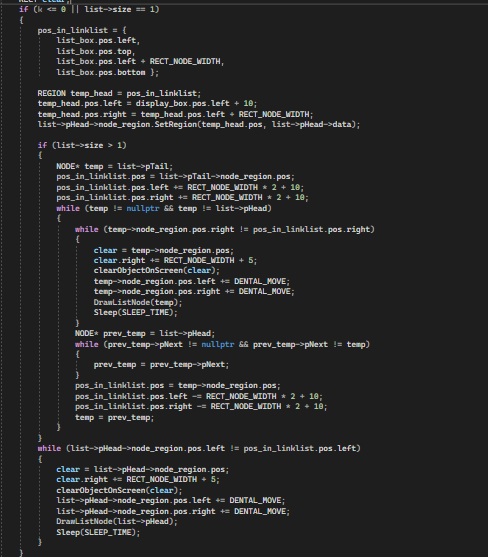 RECT clear;
if (k <= 0 || list->size == 1)
{
pos_in_linklist = {
list_box.pos.left,
list_box.pos.top,
list_box.pos.left + RECT_NODE_WIDTH,
list_box.pos.bottom };
REGION temp_head = pos_in_linklist;
temp_head.pos.left = display_box.pos.left + 10;
temp_head.pos.right = temp_head.pos.left + RECT_NODE_WIDTH;
list->pHead->node_region.SetRegion(temp_head.pos, list->pHead->data);
if (list->size > 1)
{
NODE* temp = list->pTail;
pos_in_linklist.pos = list->pTail->node_region.pos;
pos_in_linklist.pos.left += RECT_NODE_WIDTH * 2 + 10;
pos_in_linklist.pos.right += RECT_NODE_WIDTH * 2 + 10;
while (temp != nullptr && temp != list->pHead)
{
while (temp->node_region.pos.right != pos_in_linklist.pos.right)
{
clear = temp->node_region.pos;
clear.right += RECT_NODE_WIDTH + 5;
clearObjectOnScreen(clear);
temp->node_region.pos.left += DENTAL_MOVE;
temp->node_region.pos.right += DENTAL_MOVE;
DrawListNode(temp);
Sleep(SLEEP_TIME);
}
NODE* prev_temp = list->pHead;
while (prev_temp->pNext != nullptr && prev_temp->pNext != temp)
{
prev_temp = prev_temp->pNext;
}
pos_in_linklist.pos = temp->node_region.pos;
pos_in_linklist.pos.left -= RECT_NODE_WIDTH * 2 + 10;
pos_in_linklist.pos.right -= RECT_NODE_WIDTH * 2 + 10;
temp = prev_temp;
}
}
while (list->pHead->node_region.pos.left != pos_in_linklist.pos.left)
{
clear = list->pHead->node_region.pos;
clear.right += RECT_NODE_WIDTH + 5;
clearObjectOnScreen(clear);
list->pHead->node_region.pos.left += DENTAL_MOVE;
list->pHead->node_region.pos.right += DENTAL_MOVE;
DrawListNode(list->pHead);
Sleep(SLEEP_TIME);
}
}